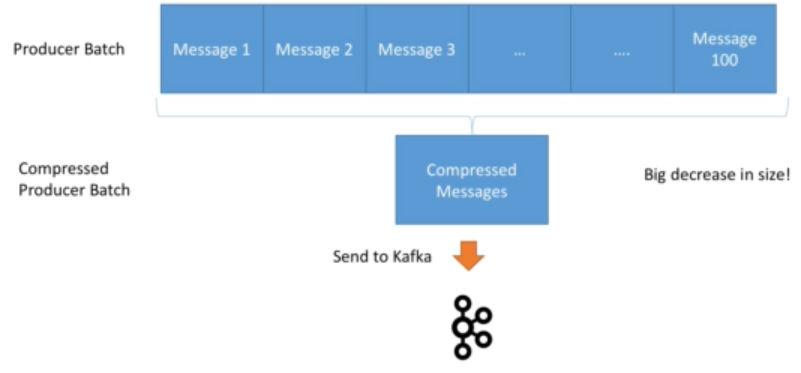 Producer Batch
Message 1
Message 2
Message 3
...
....
Message
100
Compressed
Producer Batch
Compressed
Messages
Big decrease in size!
Send to Kafka